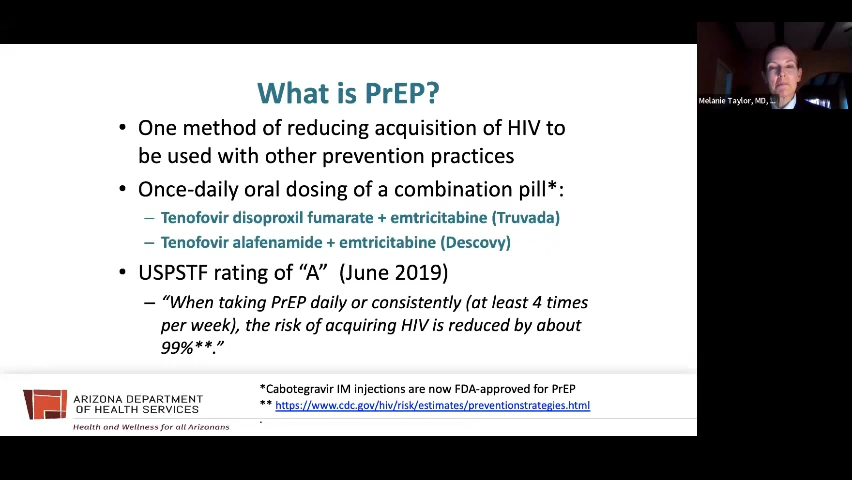 What is PrEP?
• One method of reducing acquisition of HIV to
be used with other prevention practices
• Once-daily oral dosing of a combination pill*:
– Tenofovir disoproxil fumarate + emtricitabine (Truvada)
– Tenofovir alafenamide + emtricitabine (Descovy)
• USPSTF rating of “A” (June 2019)
– “When taking PrEP daily or consistently (at least 4 times
per week), the risk of acquiring HIV is reduced by about
99%**.”
*Cabotegravir IM injections are now FDA-approved for PrEP
** https://www.cdc.gov/hiv/risk/estimates/preventionstrategies.html
.
ARIZONA DEPARTMENT
OF HEALTH SERVICES
Health and Wellness for all Arizonans
Melanie Taylor, MD, ...